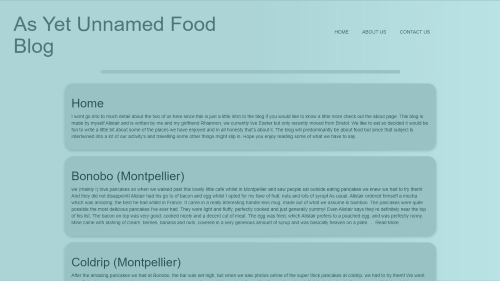 As Yet Unnamed Food
Blog
HOME ABOUT US CONTACT US
Home
I wont go into to much detail about the two of us here since this is just a little intro to the blog if you would like to know a little more check out the about page. This blog is
made by myself Alistair and is written by me and my girlfriend Rhiannon, we currently live Exeter but only recently moved from Bristol. We like to eat so decided it would be
fun to write a little bit about some of the places we have enjoyed and in all honesty that's about it. The blog will predominantly be about food but since that subject is
intertwined into a lot of our activity's and travelling some other things might slip in. Hope you enjoy reading some of what we have to say.
Bonobo (Montpellier)
we (mainly I) love pancakes so when we walked past this lovely little cafe whilst in Montpellier and saw people sat outside eating pancakes we knew we had to try them!
And they did not disappoint! Alistair had the go to of bacon and egg whilst I opted for my love of fruit, nuts and lots of syrup! As usual, Alistair ordered himself a mocha
which was amazing; the best he had whilst in France. It came in a really interesting handle-less mug, made out of what we assume is bamboo. The pancakes were quite
possible the most delicious pancakes I've ever had. They were light and fluffy, perfectly cooked and just generally yummy! Even Alistair says they're definitely near the top
of his list. The bacon on top was very good, cooked nicely and a decent cut of meat. The egg was fried, which Alistair prefers to a poached egg, and was perfectly runny.
Mine came with lashing of cream, berries, banana and nuts, covered in a very generous amount of syrup and was basically heaven on a plate. ... Read More
Coldrip (Montpellier)
After the amazing pancakes we had at Bonobo, the bar was set high, but when we saw photos online of the super thick pancakes at coldrip, we had to try them! We went